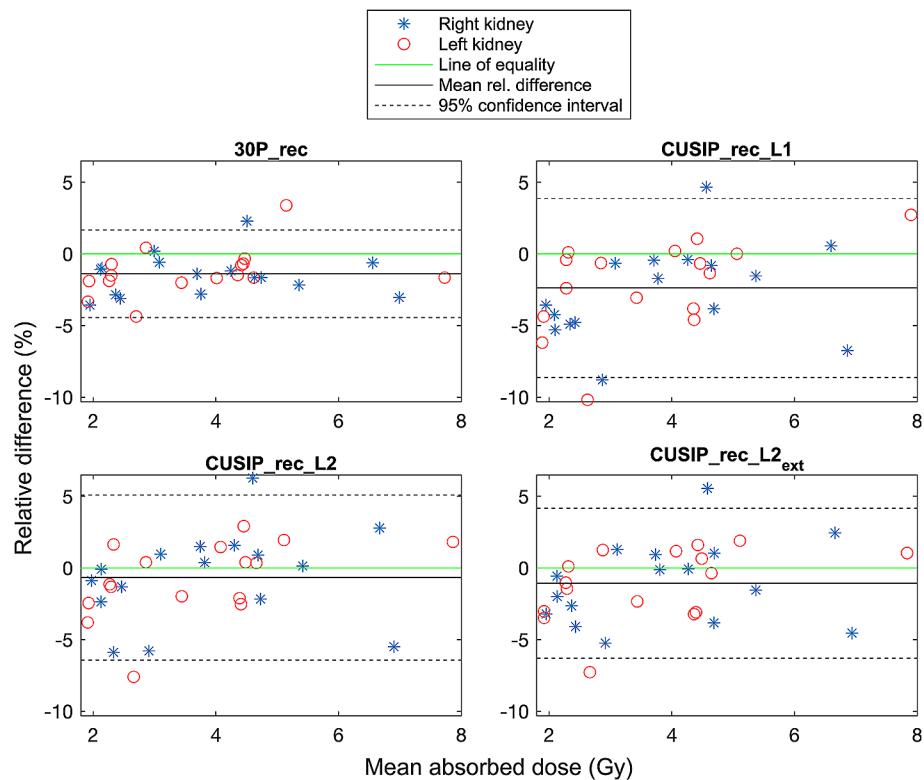 Right kidney
Left kidney
Line of equality
Mean rel. difference
95% confidence interval
30P_rec
CUSIP_rec_L1
5
0
-5
-10
2 4 6 8
5
0
-5
-10
2 4 6 8
CUSIP_rec_L2
CUSIP_rec_L2ext
5
0
-5
-10
2 4 6 8
5
0
-5
-10
2 4 6 8
Relative difference (%)
Mean absorbed dose (Gy)